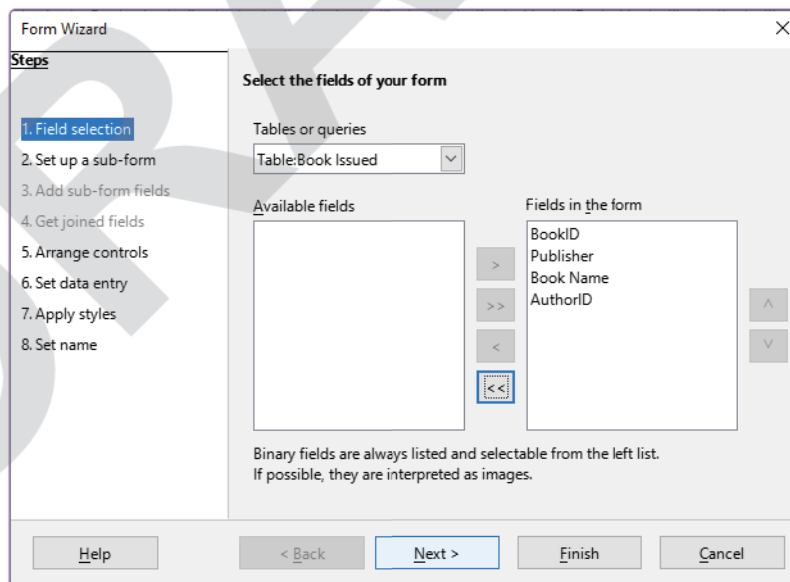 Form Wizard
Steps
Select the fields of your form
1. Field selection
2. Set up a sub-form
3. Add sub-form fields
4. Get joined fields
5. Arrange controls
6. Set data entry
7. Apply styles
8. Set name
Tables or queries
Table:Book Issued
Available fields
Fields in the form
BookID
Publisher
Book Name
AuthorID
>
>>
<
<<
Binary fields are always listed and selectable from the left list.
If possible, they are interpreted as images.
Help
< Back
Next >
Finish
Cancel